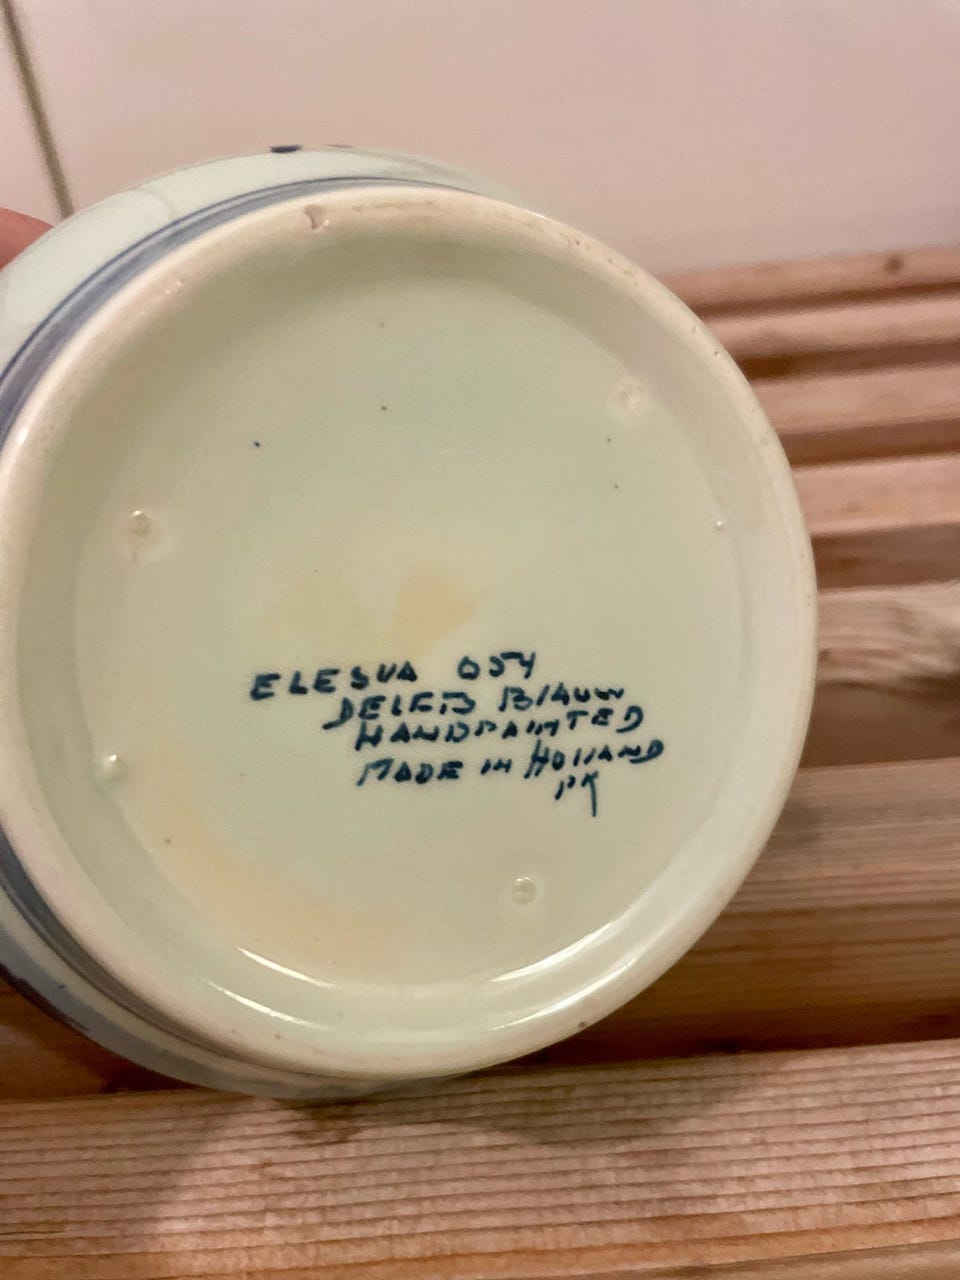 ELESVA 054
DELFTS BlAUW
HANDPAINTED
MADE IN HOllAND
PK